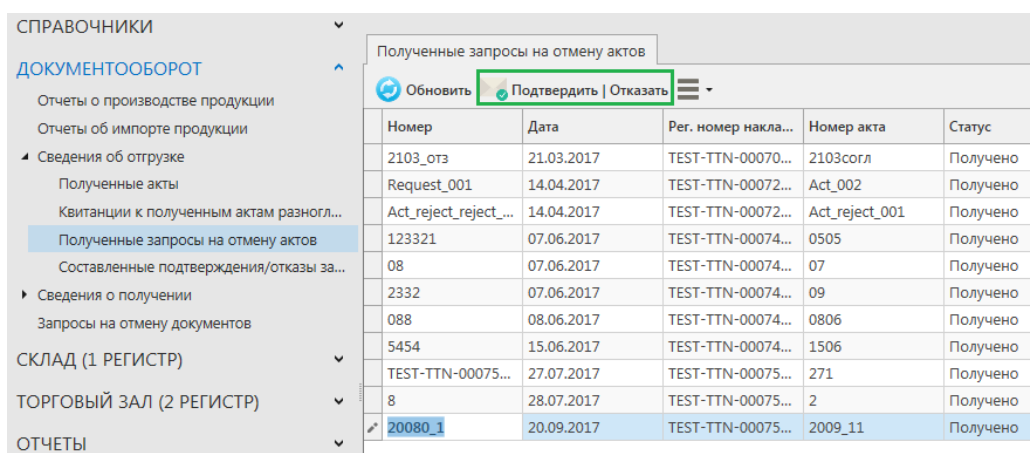 СПРАВОЧНИКИ
ДОКУМЕНТООБОРОТ
Отчеты о производстве продукции
Отчеты об импорте продукции
Сведения об отгрузке
Полученные акты
Квитанции к полученным актам разногл...
Полученные запросы на отмену актов
Составленные подтверждения/отказы за...
Сведения о получении
Запросы на отмену документов
СКЛАД (1 РЕГИСТР)
ТОРГОВЫЙ ЗАЛ (2 РЕГИСТР)
ОТЧЕТЫ
Полученные запросы на отмену актов
Обновить Подтвердить | Отказать
Номер Дата Рег. номер накла... Номер акта Статус
2103_отз 21.03.2017 TEST-TTN-00070... 2103согл Получено
Request_001 14.04.2017 TEST-TTN-00072... Act_002 Получено
Act_reject_reject_... 14.04.2017 TEST-TTN-00072... Act_reject_001 Получено
123321 07.06.2017 TEST-TTN-00074... 0505 Получено
08 07.06.2017 TEST-TTN-00074... 07 Получено
2332 07.06.2017 TEST-TTN-00074... 09 Получено
088 08.06.2017 TEST-TTN-00074... 0806 Получено
5454 15.06.2017 TEST-TTN-00074... 1506 Получено
TEST-TTN-00075... 27.07.2017 TEST-TTN-00075... 271 Получено
8 28.07.2017 TEST-TTN-00075... 2 Получено
20080_1 20.09.2017 TEST-TTN-00075... 2009_11 Получено